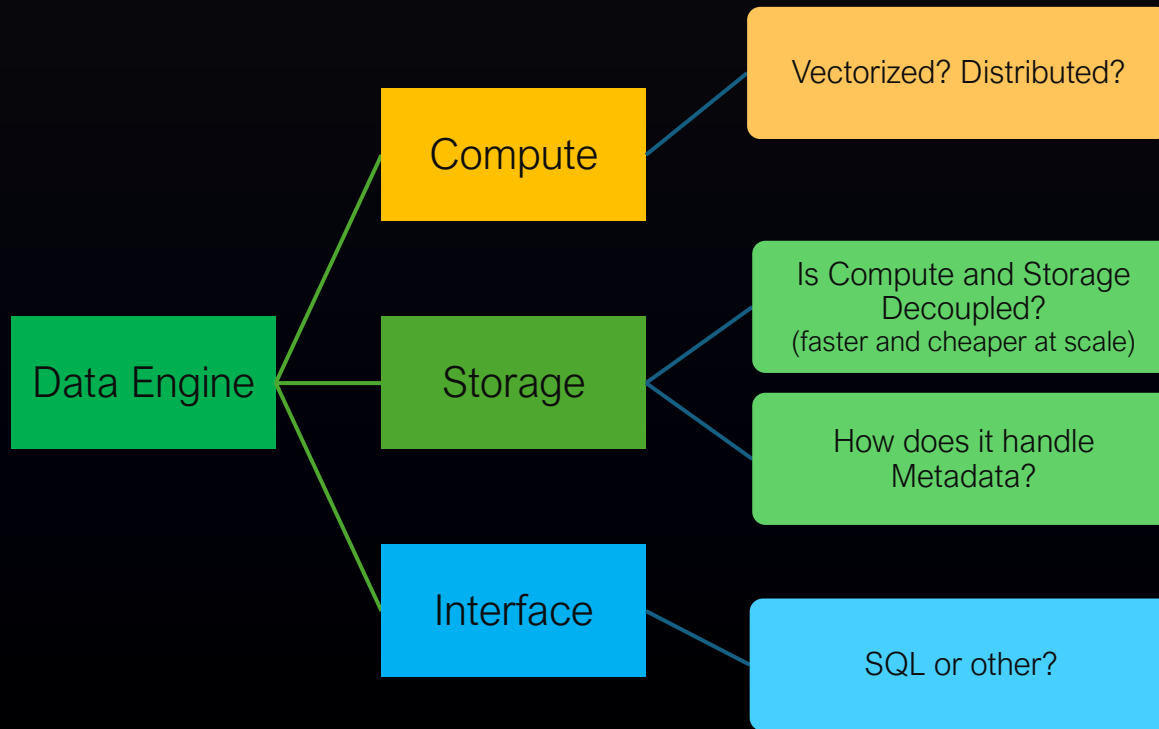 Data Engine
Compute
Vectorized? Distributed?
Storage
Is Compute and Storage
Decoupled?
(faster and cheaper at scale)
How does it handle
Metadata?
Interface
SQL or other?